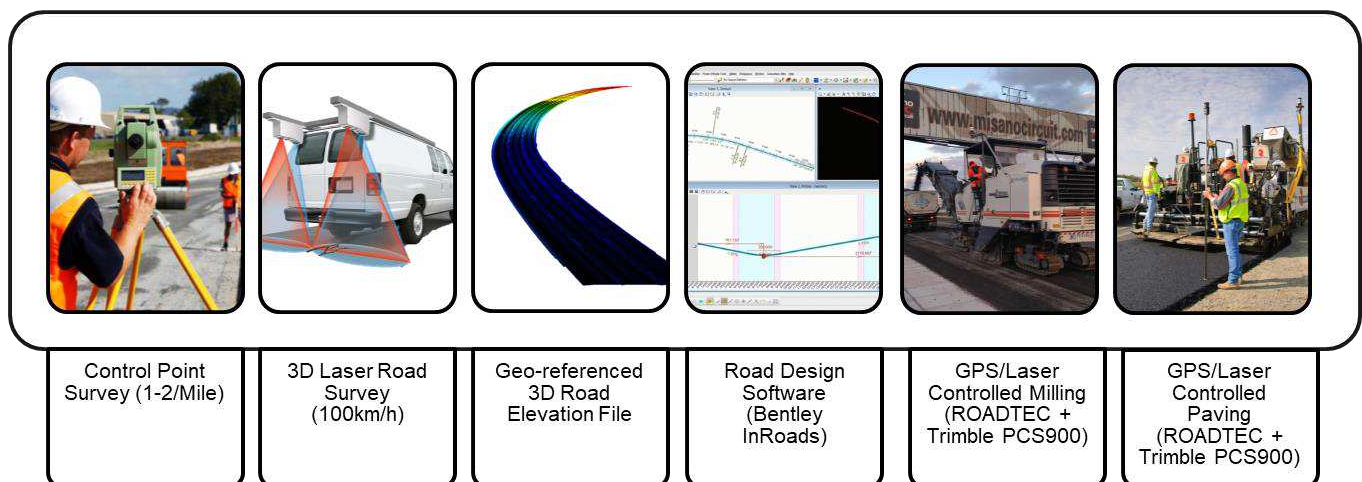 www.misanocircuit.com
Control Point
Survey (1-2/Mile)
3D Laser Road
Survey
(100km/h)
Geo-referenced
3D Road
Elevation File
Road Design
Software
(Bentley
InRoads)
GPS/Laser
Controlled Milling
(ROADTEC +
Trimble PCS900)
GPS/Laser
Controlled
Paving
(ROADTEC +
Trimble PCS900)